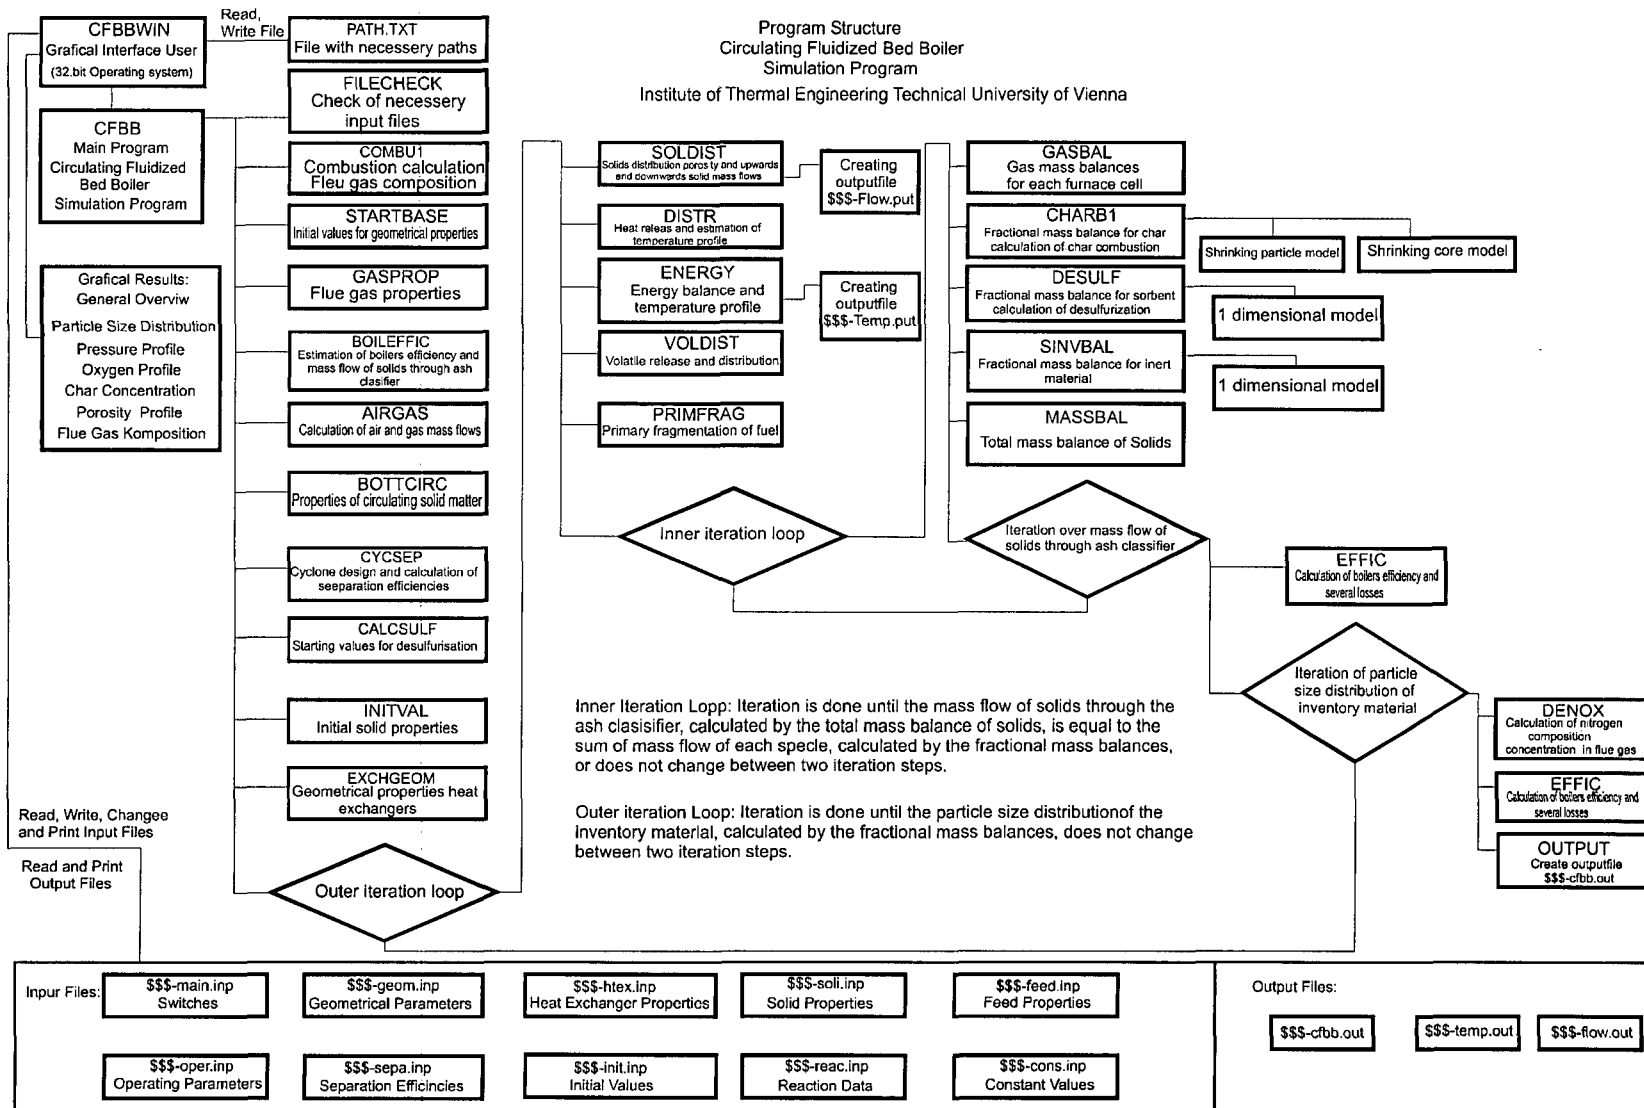 Program Structure
Circulating Fluidized Bed Boiler
Simulation Program
Institute of Thermal Engineering Technical University of Vienna
CFBBWIN
Grafical Interface User
(32.bit Operating system)
Read,
Write File
PATH.TXT
File with necessery paths
CFBB
Main Program
Circulating Fluidized
Bed Boiler
Simulation Program
Grafical Results:
General Overviw
Particle Size Distribution
Pressure Profile
Oxygen Profile
Char Concentration
Porosity Profile
Flue Gas Komposition
FILECHECK
Check of necessery
input files
COMBU1
Combustion calculation
Fleu gas composition
STARTBASE
Initial values for geometrical properties
GASPROP
Flue gas properties
BOILEFFIC
Estimation of boilers efficiency and
mass flow of solids through ash
clasifier
AIRGAS
Calculation of air and gas mass flows
BOTTCIRC
Properties of circulating solid matter
CYCSEP
Cyclone design and calculation of
seeparation efficiencies
CALCSULF
Starting values for desulfurisation
INITVAL
Initial solid properties
EXCHGEOM
Geometrical properties heat
exchangers
Outer iteration loop
SOLDIST
Solids distribution porosity and upwards
and downwards solid mass flows
Creating
outputfile
$$$-Flow.put
DISTR
Heat releas and estimation of
temperature profile
ENERGY
Energy balance and
temperature profile
Creating
outputfile
$$$-Temp.put
VOLDIST
Volatile release and distribution
PRIMFRAG
Primary fragmentation of fuel
Inner iteration loop
GASBAL
Gas mass balances
for each furnace cell
CHARB1
Fractional mass balance for char
calculation of char combustion
Shrinking particle model
Shrinking core model
DESULF
Fractional mass balance for sorbent
calculation of desulfurization
1 dimensional model
SINVBAL
Fractional mass balance for inert
material
1 dimensional model
MASSBAL
Total mass balance of Solids
Iteration over mass flow of
solids through ash classifier
EFFIC
Calculation of boilers efficiency and
several losses
Iteration of particle
size distribution of
inventory material
DENOX
Calculation of nitrogen
composition
concentration in flue gas
EFFIC
Calculation of boilers efficiency and
several losses
OUTPUT
Create outputfile
$$$-cfbb.out
Inner Iteration Lopp: Iteration is done until the mass flow of solids through the
ash clasisifier, calculated by the total mass balance of solids, is equal to the
sum of mass flow of each specle, calculated by the fractional mass balances,
or does not change between two iteration steps.
Outer iteration Loop: Iteration is done until the particle size distributionof the
inventory material, calculated by the fractional mass balances, does not change
between two iteration steps.
Read, Write, Changee
and Print Input Files
Read and Print
Output Files
Inpur Files:
$$$-main.inp
Switches
$$$-geom.inp
Geometrical Parameters
$$$-htex.inp
Heat Exchanger Properties
$$$-soli.inp
Solid Properties
$$$-feed.inp
Feed Properties
$$$-oper.inp
Operating Parameters
$$$-sepa.inp
Separation Efficincies
$$$-init.inp
Initial Values
$$$-reac.inp
Reaction Data
$$$-cons.inp
Constant Values
Output Files:
$$$-cfbb.out
$$$-temp.out
$$$-flow.out